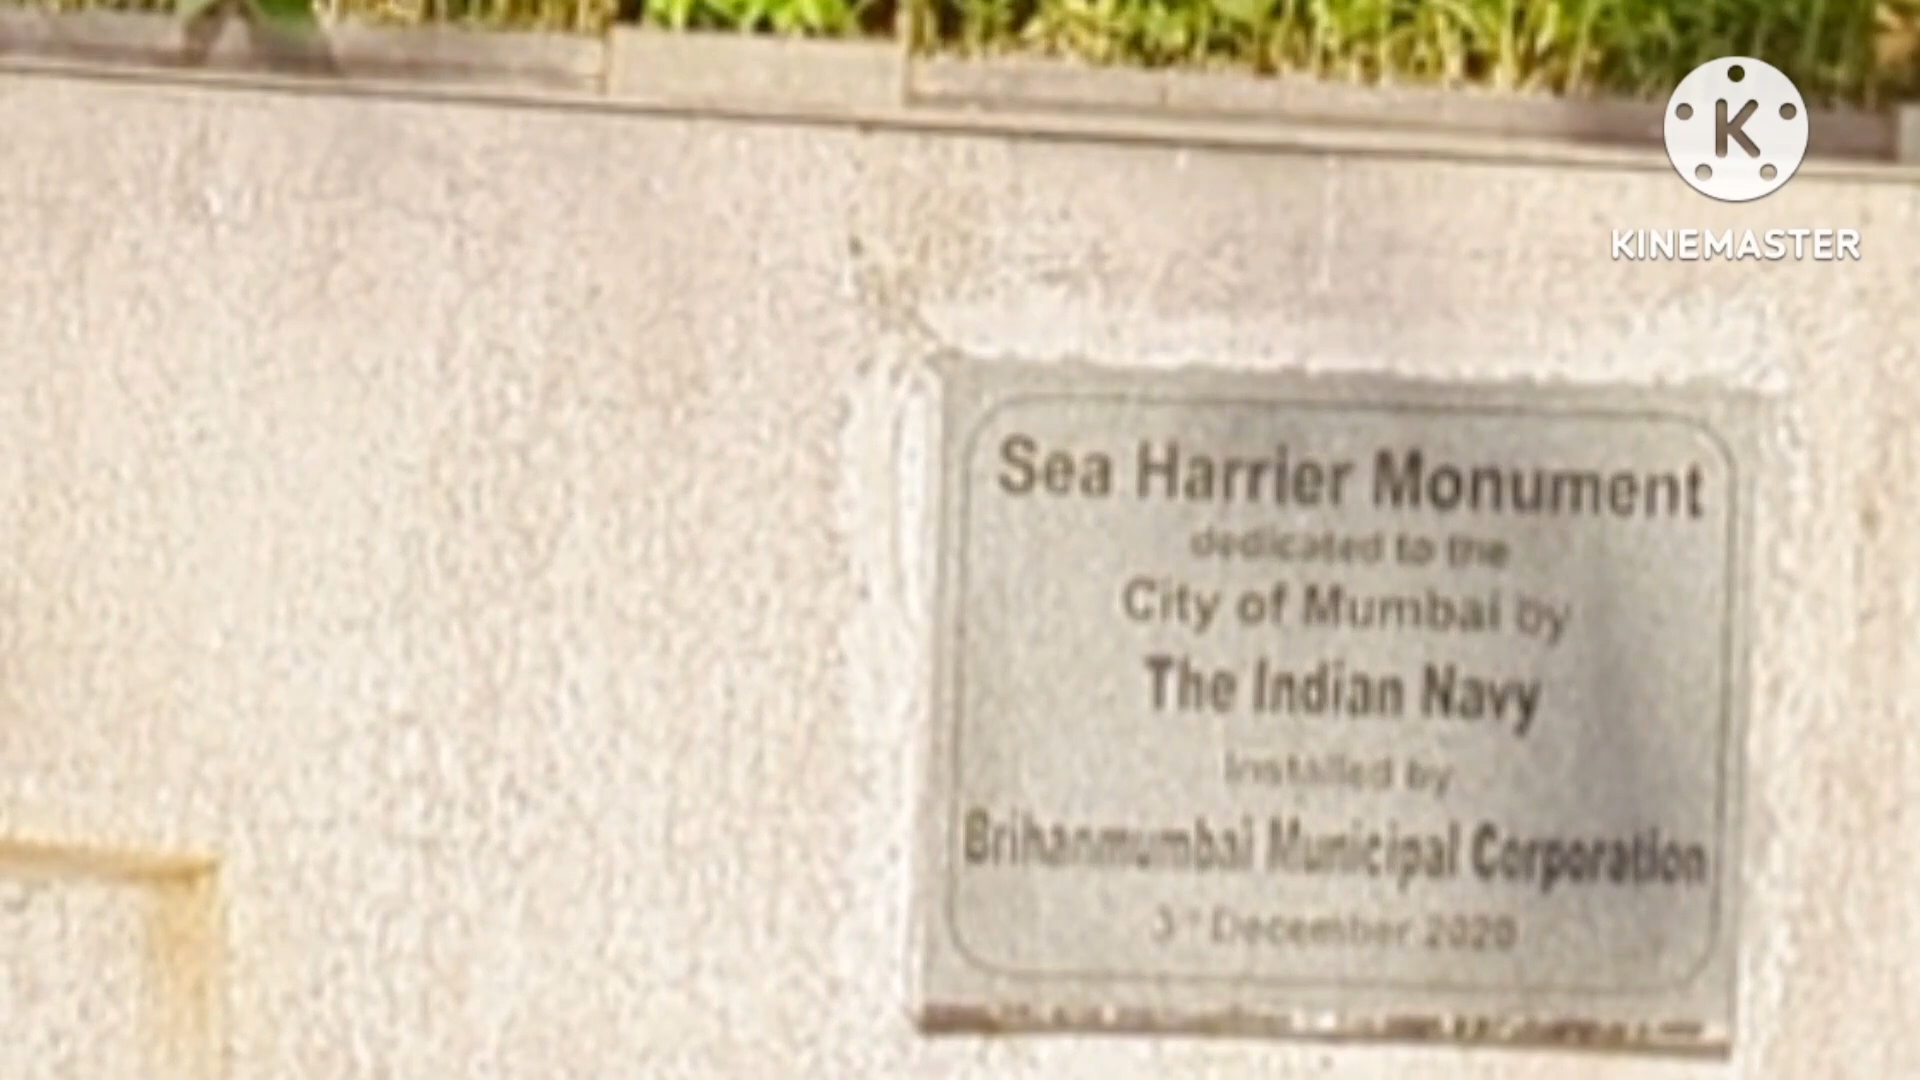 K
KINEMASTER
Sea Harrier Monument
dedicated to the
City of Mumbai by
The Indian Navy
Installed by
Brihanmumbai Municipal Corporation
3rd December 2020